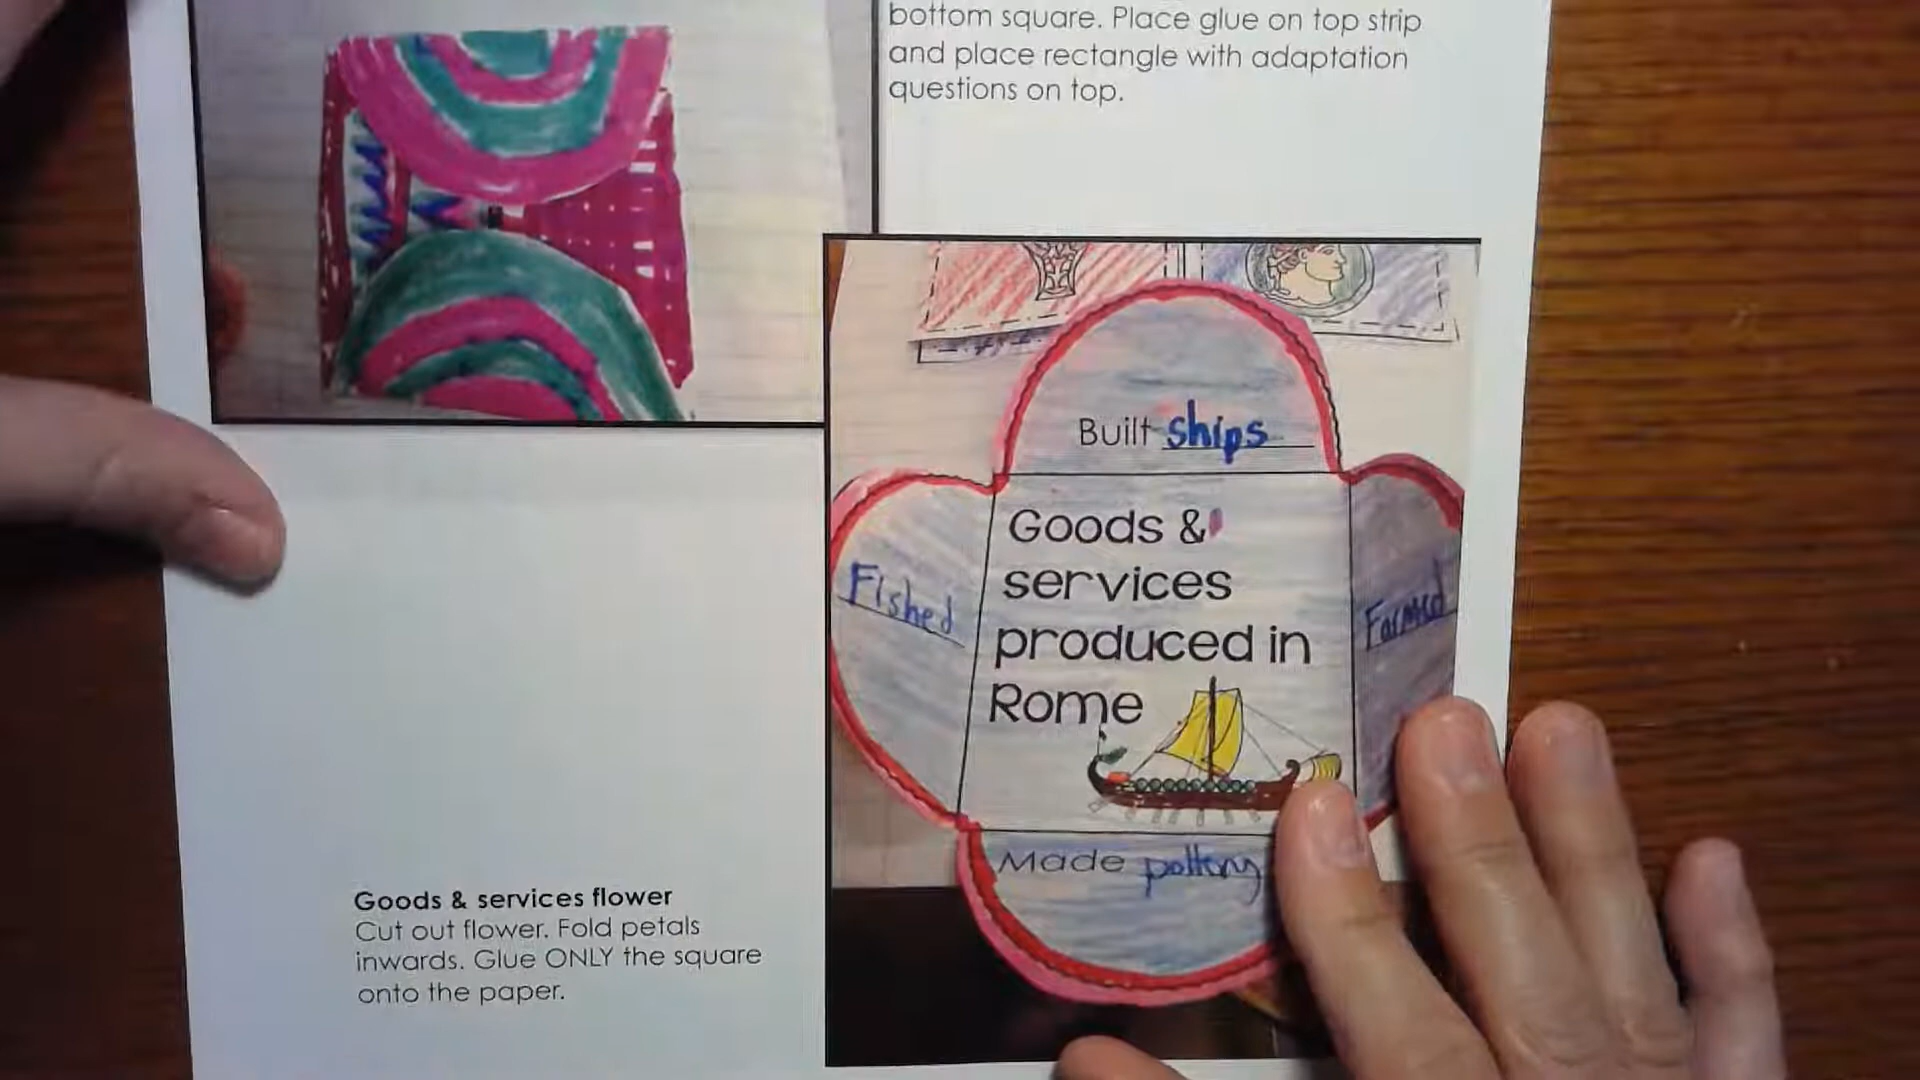 bottom square. Place glue on top strip
and place rectangle with adaptation
questions on top.
Built ships
Goods &
services
produced in
Rome
Fished
Farmed
Made pottery
Goods & services flower
Cut out flower. Fold petals
inwards. Glue ONLY the square
onto the paper.